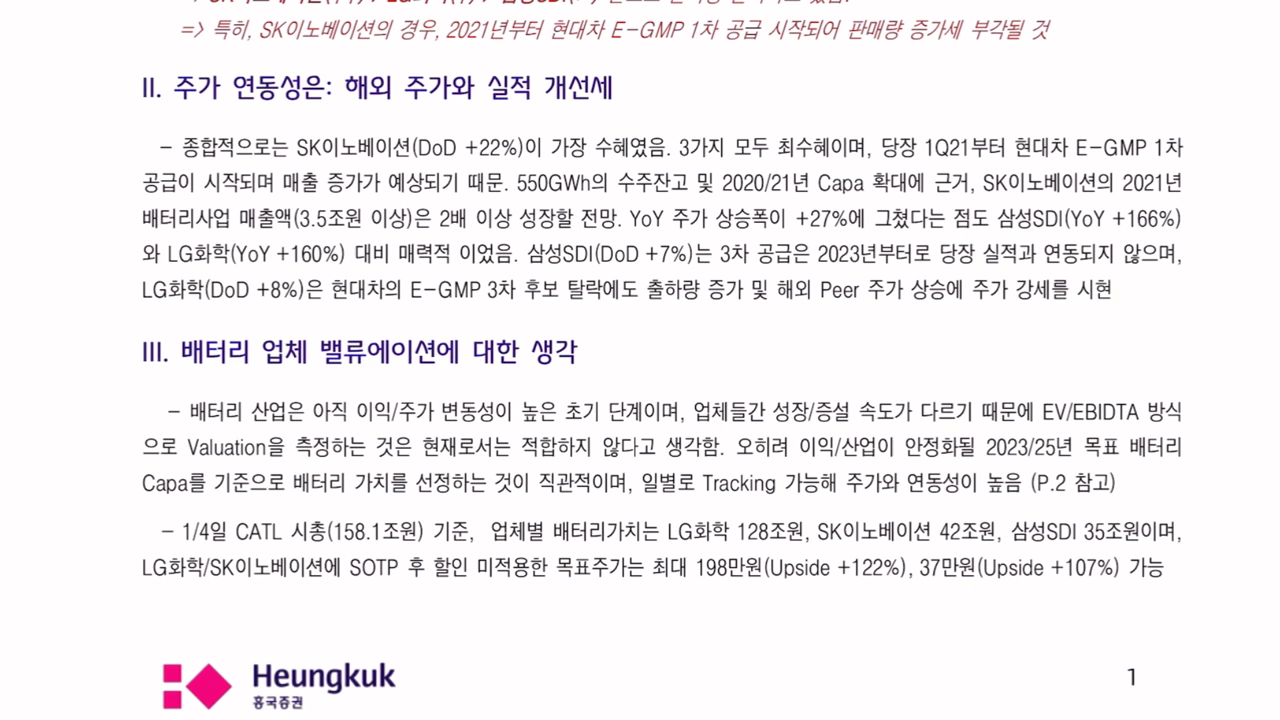 => 특히, SK이노베이션의 경우, 2021년부터 현대차 E-GMP 1차 공급 시작되어 판매량 증가세 부각될 것
II. 주가 연동성은: 해외 주가와 실적 개선세
- 종합적으로는 SK이노베이션(DoD +22%)이 가장 수혜였음. 3가지 모두 최수혜이며, 당장 1Q21부터 현대차 E-GMP 1차
공급이 시작되며 매출 증가가 예상되기 때문. 550GWh의 수주잔고 및 2020/21년 Capa 확대에 근거, SK이노베이션의 2021년
배터리사업 매출액(3.5조원 이상)은 2배 이상 성장할 전망. YoY 주가 상승폭이 +27%에 그쳤다는 점도 삼성SDI(YoY +166%)
와 LG화학(YoY +160%) 대비 매력적 이었음. 삼성SDI(DoD +7%)는 3차 공급은 2023년부터로 당장 실적과 연동되지 않으며,
LG화학(DoD +8%)은 현대차의 E-GMP 3차 후보 탈락에도 출하량 증가 및 해외 Peer 주가 상승에 주가 강세를 시현
III. 배터리 업체 밸류에이션에 대한 생각
- 배터리 산업은 아직 이익/주가 변동성이 높은 초기 단계이며, 업체들간 성장/증설 속도가 다르기 때문에 EV/EBIDTA 방식
으로 Valuation을 측정하는 것은 현재로서는 적합하지 않다고 생각함. 오히려 이익/산업이 안정화될 2023/25년 목표 배터리
Capa를 기준으로 배터리 가치를 선정하는 것이 직관적이며, 일별로 Tracking 가능해 주가와 연동성이 높음 (P.2 참고)
- 1/4일 CATL 시총(158.1조원) 기준, 업체별 배터리가치는 LG화학 128조원, SK이노베이션 42조원, 삼성SDI 35조원이며,
LG화학/SK이노베이션에 SOTP 후 할인 미적용한 목표주가는 최대 198만원(Upside +122%), 37만원(Upside +107%) 가능
Heungkuk
흥국증권
1